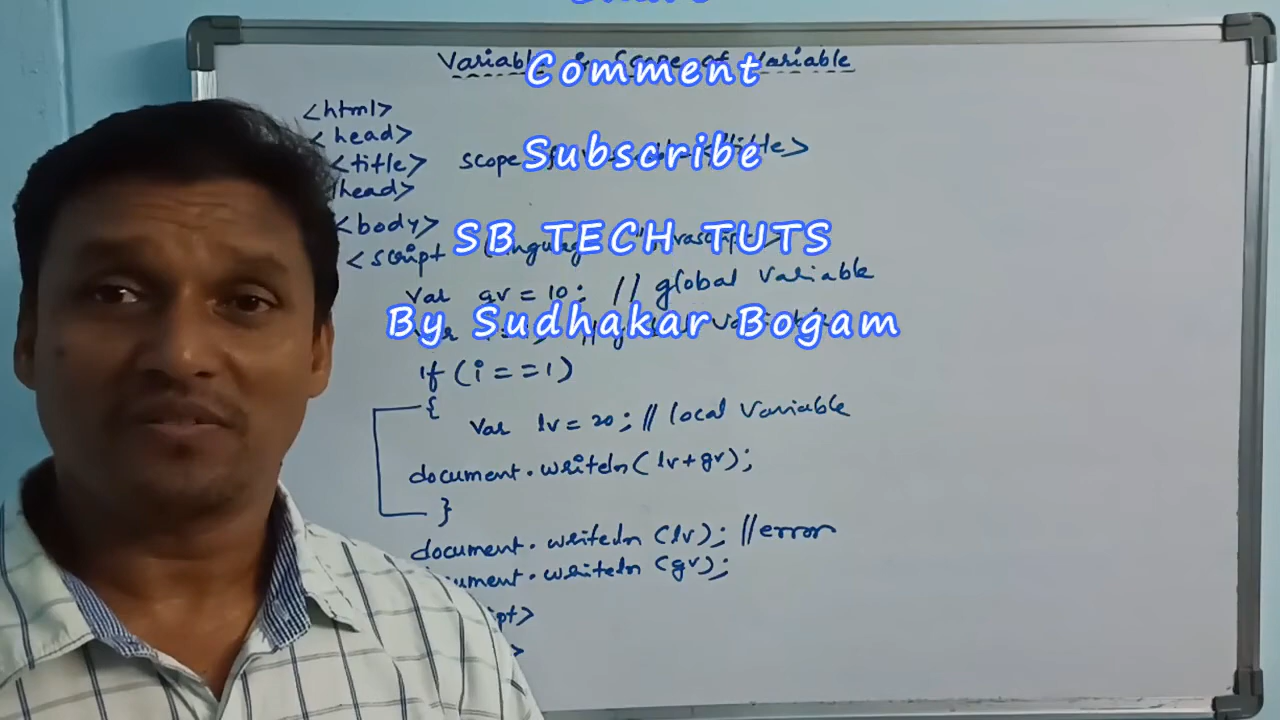 Comment
Subscribe
SB TECH TUTS
By Sudhakar Bogam
Variable Variable
<html>
<head>
<title> scope title>
head>
<body>
<script
var gv = 10; // global variable
if (i==1)
{
var lv = 20; // local variable
document.writeln(lv+gv);
}
document.writeln (lv); //error
document.writeln (gv);
ipt>
>